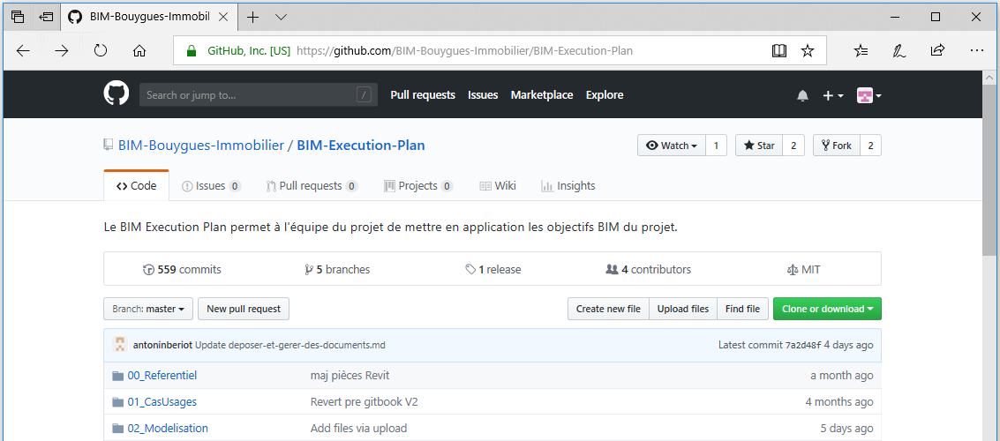 BIM-Bouygues-Immobil
GitHub, Inc. [US] https://github.com/BIM-Bouygues-Immobilier/BIM-Execution-Plan
Search or jump to... / Pull requests Issues Marketplace Explore
BIM-Bouygues-Immobilier / BIM-Execution-Plan Watch 1 Star 2 Fork 2
Code Issues 0 Pull requests 0 Projects 0 Wiki Insights
Le BIM Execution Plan permet à l'équipe du projet de mettre en application les objectifs BIM du projet.
559 commits 5 branches 1 release 4 contributors MIT
Branch: master New pull request Create new file Upload files Find file Clone or download
antoninberiot Update deposer-et-gerer-des-documents.md Latest commit 7a2d48f 4 days ago
00_Referentiel maj pièces Revit a month ago
01_CasUsages Revert pre gitbook V2 4 months ago
02_Modelisation Add files via upload 5 days ago